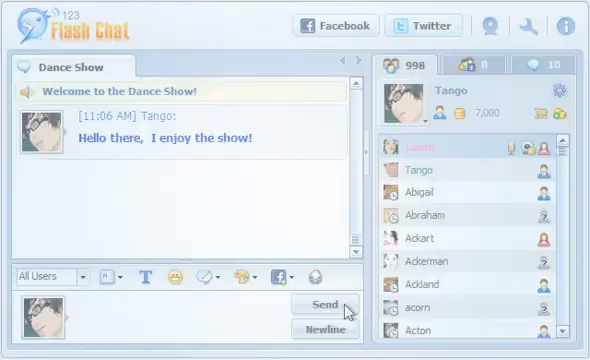 123
Flash Chat
Facebook
Twitter
Dance Show
998
0
10
Welcome to the Dance Show!
Tango
7,000
[11:06 AM] Tango:
Hello there, I enjoy the show!
Laura
Tango
Abigail
Abraham
Ackart
Ackerman
Ackland
acorn
Acton
All Users
A
T
Send
Newline